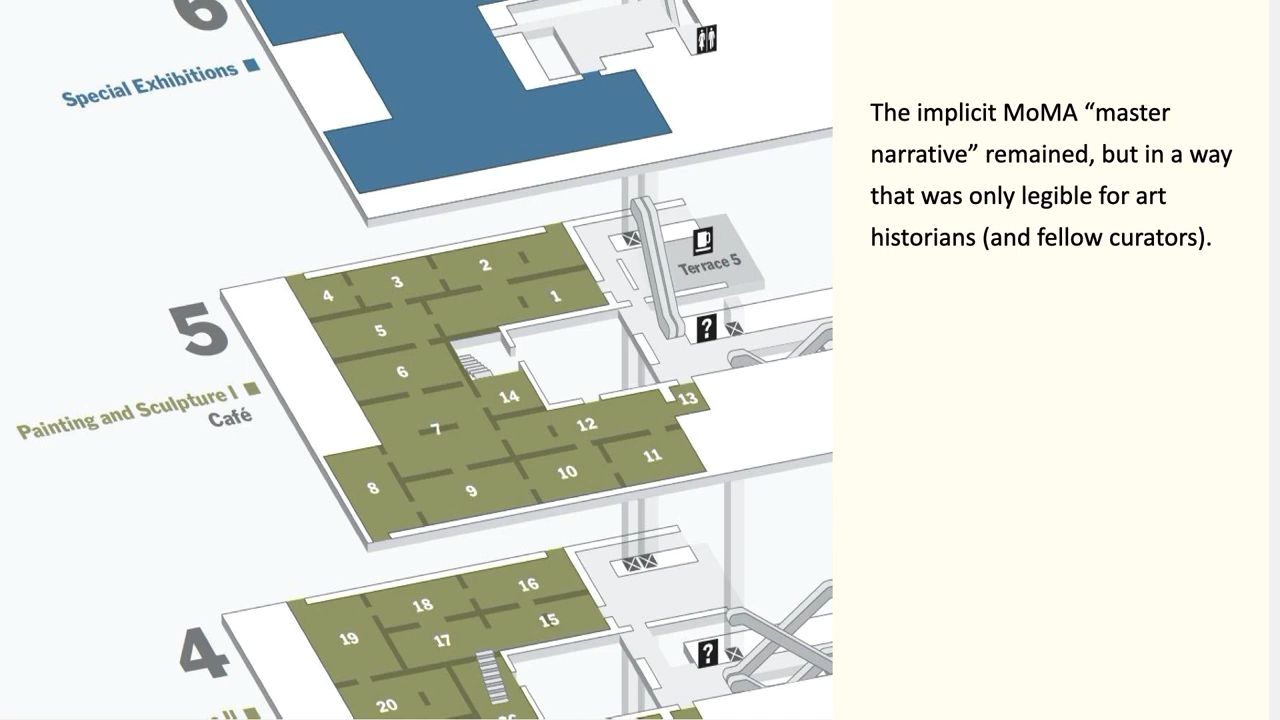 6
Special Exhibitions
The implicit MoMA “master
narrative” remained, but in a way
that was only legible for art
historians (and fellow curators).
5
Painting and Sculpture I
Café
Terrace 5
?
1
2
3
4
5
6
7
8
9
10
11
12
13
14
4
?
15
16
17
18
19
20
II